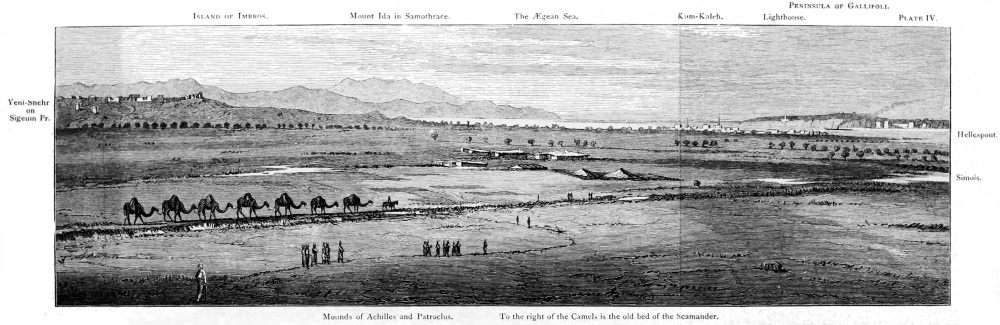 PENINSULA OF GALLIPOLI.
ISLAND OF IMBROS. Mount Ida in Samothrace. The Ægean Sea. Kum-Kaleh. Lighthouse. PLATE IV.
Yeni-Shehr
on
Sigeum Pr.
Hellespont.
Simois.
Mounds of Achilles and Patroclus. To the right of the Camels is the old bed of the Scamander.